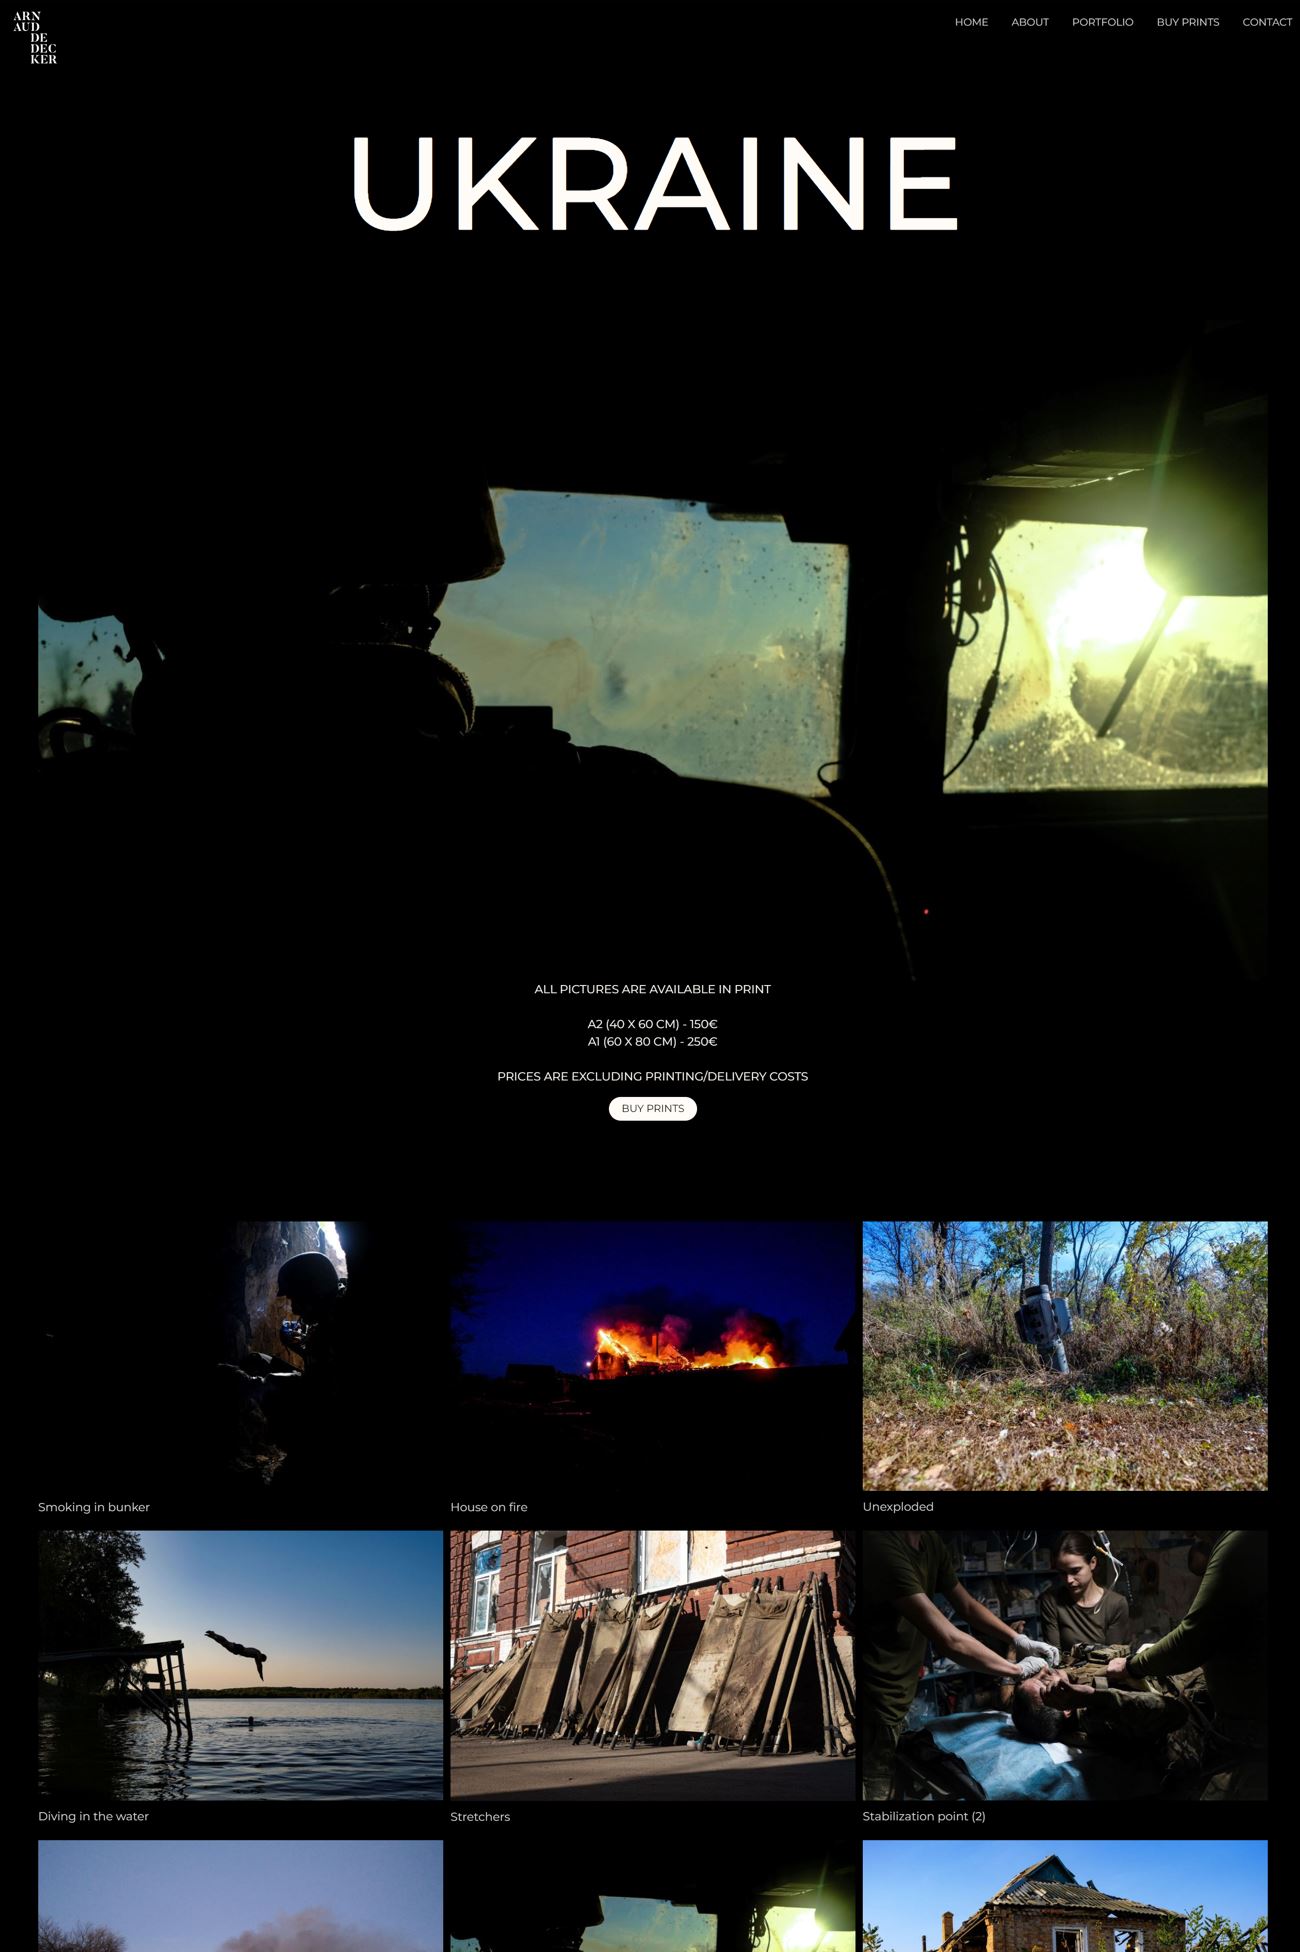 ARN
AUD
DE
DEC
KER
HOME ABOUT PORTFOLIO BUY PRINTS CONTACT
UKRAINE
ALL PICTURES ARE AVAILABLE IN PRINT
A2 (40 X 60 CM) - 150€
A1 (60 X 80 CM) - 250€
PRICES ARE EXCLUDING PRINTING/DELIVERY COSTS
BUY PRINTS
Smoking in bunker
House on fire
Unexploded
Diving in the water
Stretchers
Stabilization point (2)